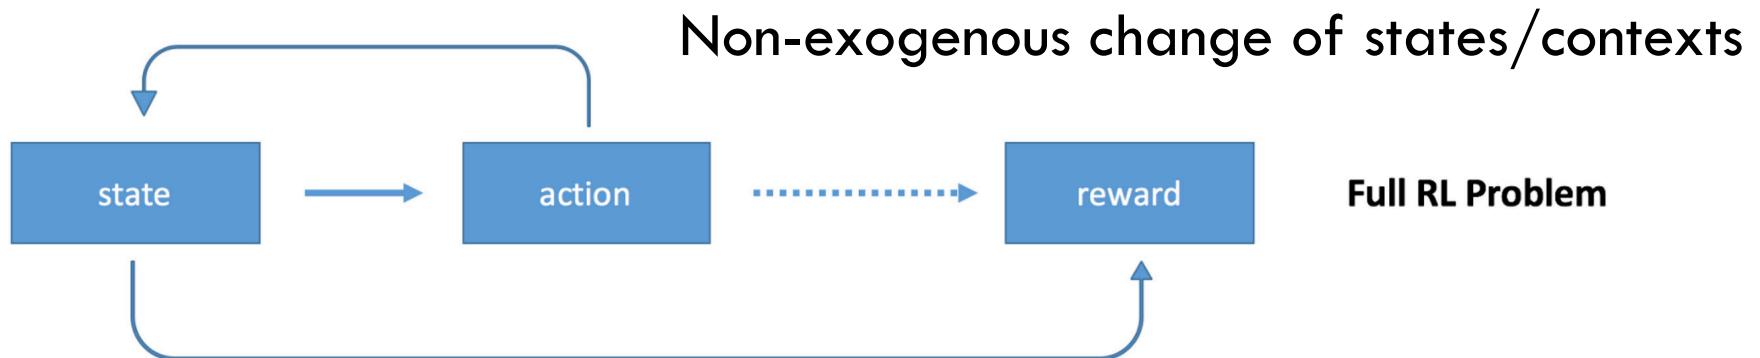 Non-exogenous change of states/contexts
state
action
reward
Full RL Problem